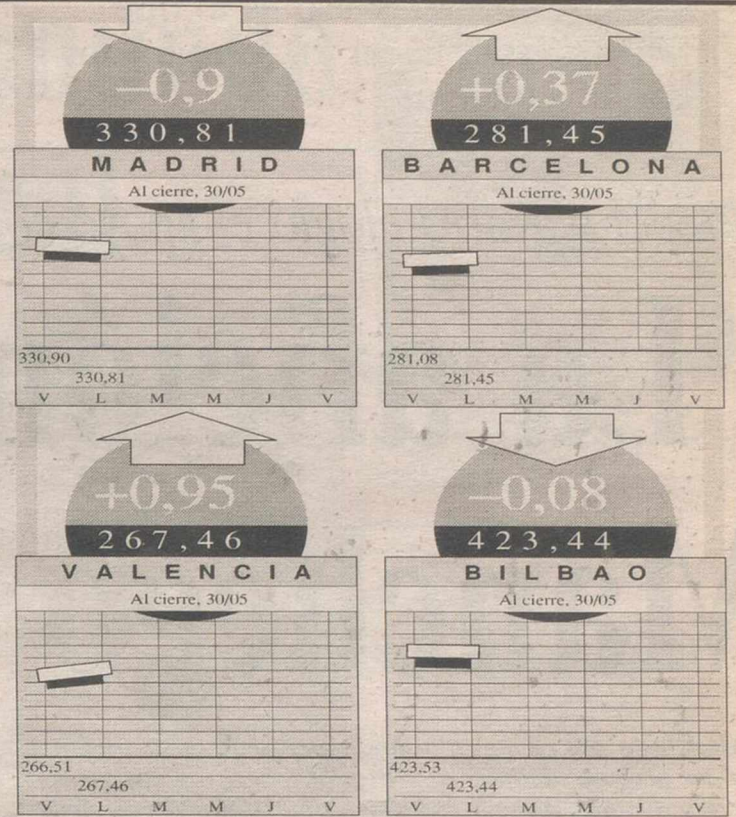 –0,9
330,81
MADRID
Al cierre, 30/05
330,90
330,81
V L M M J V
+0,37
281,45
BARCELONA
Al cierre, 30/05
281,08
281,45
V L M M J V
+0,95
267,46
VALENCIA
Al cierre, 30/05
266,51
267,46
V L M M J V
–0,08
423,44
BILBAO
Al cierre, 30/05
423,53
423,44
V L M M J V